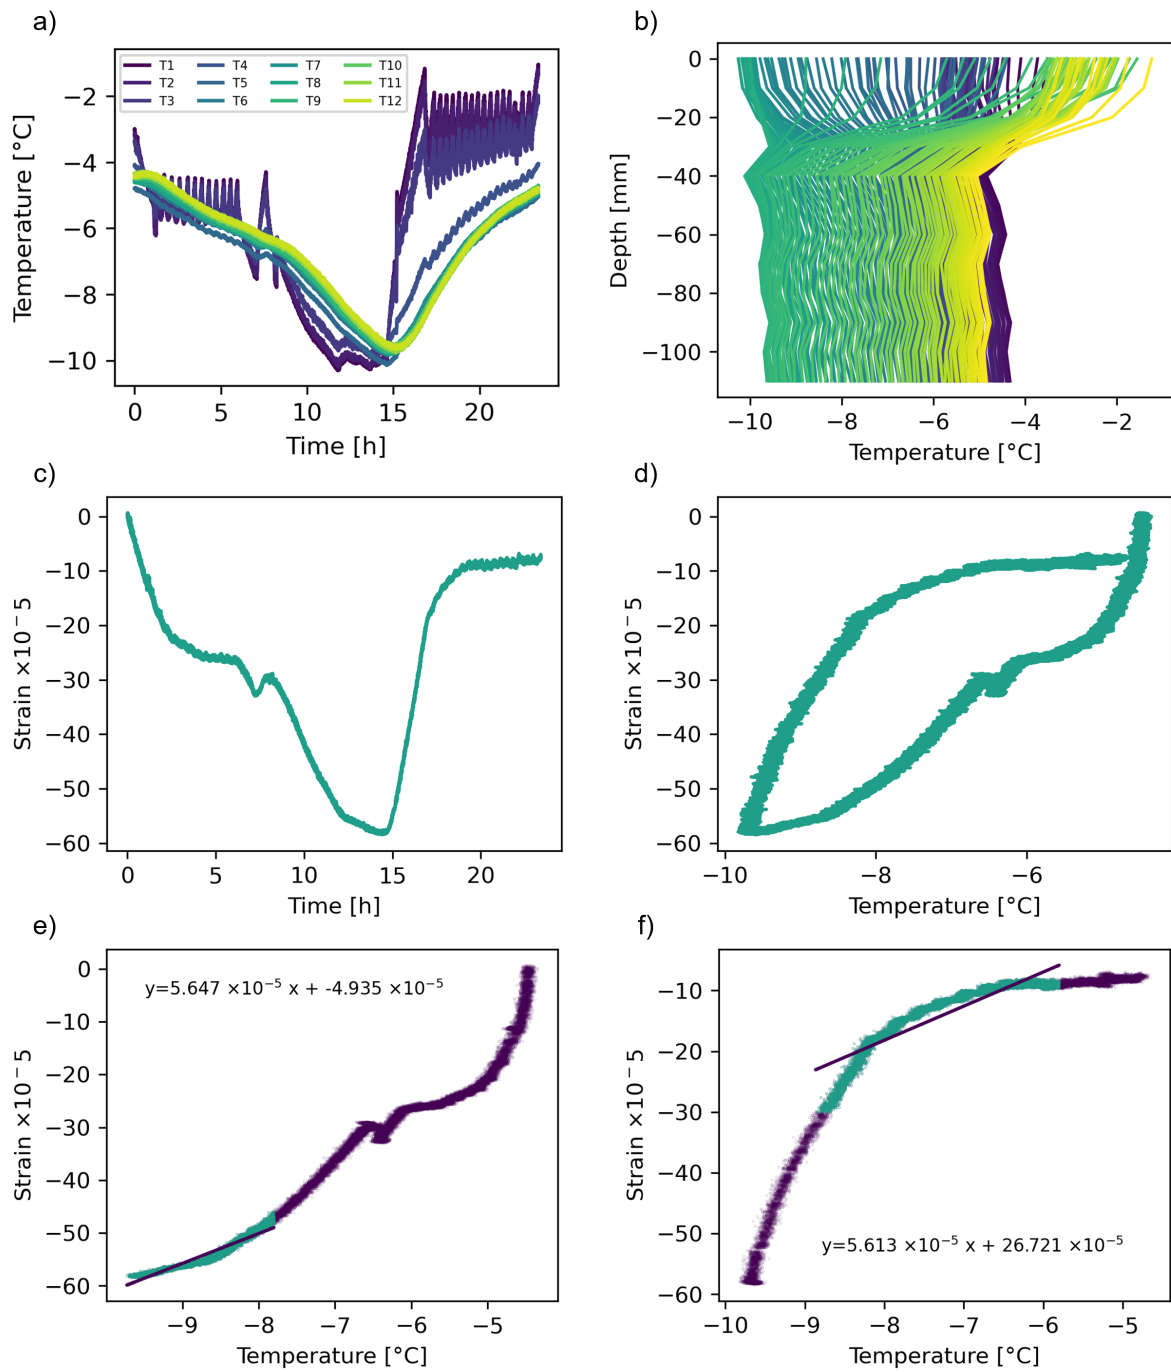 a)
T1 T4 T7 T10
T2 T5 T8 T11
T3 T6 T9 T12
−2
−4
−6
−8
−10
Temperature [°C]
0 5 10 15 20
Time [h]
b)
0
−20
−40
−60
−80
−100
Depth [mm]
−10 −8 −6 −4 −2
Temperature [°C]
c)
0
−10
−20
−30
−40
−50
−60
Strain ×10⁻5
0 5 10 15 20
Time [h]
d)
0
−10
−20
−30
−40
−50
−60
Strain ×10⁻5
−10 −8 −6
Temperature [°C]
e)
y=5.647 ×10⁻⁵ x + -4.935 ×10⁻⁵
0
−10
−20
−30
−40
−50
−60
Strain ×10⁻5
−9 −8 −7 −6 −5
Temperature [°C]
f)
−10
−20
−30
−40
−50
−60
Strain ×10⁻5
y=5.613 ×10⁻⁵ x + 26.721 ×10⁻⁵
−10 −9 −8 −7 −6 −5
Temperature [°C]